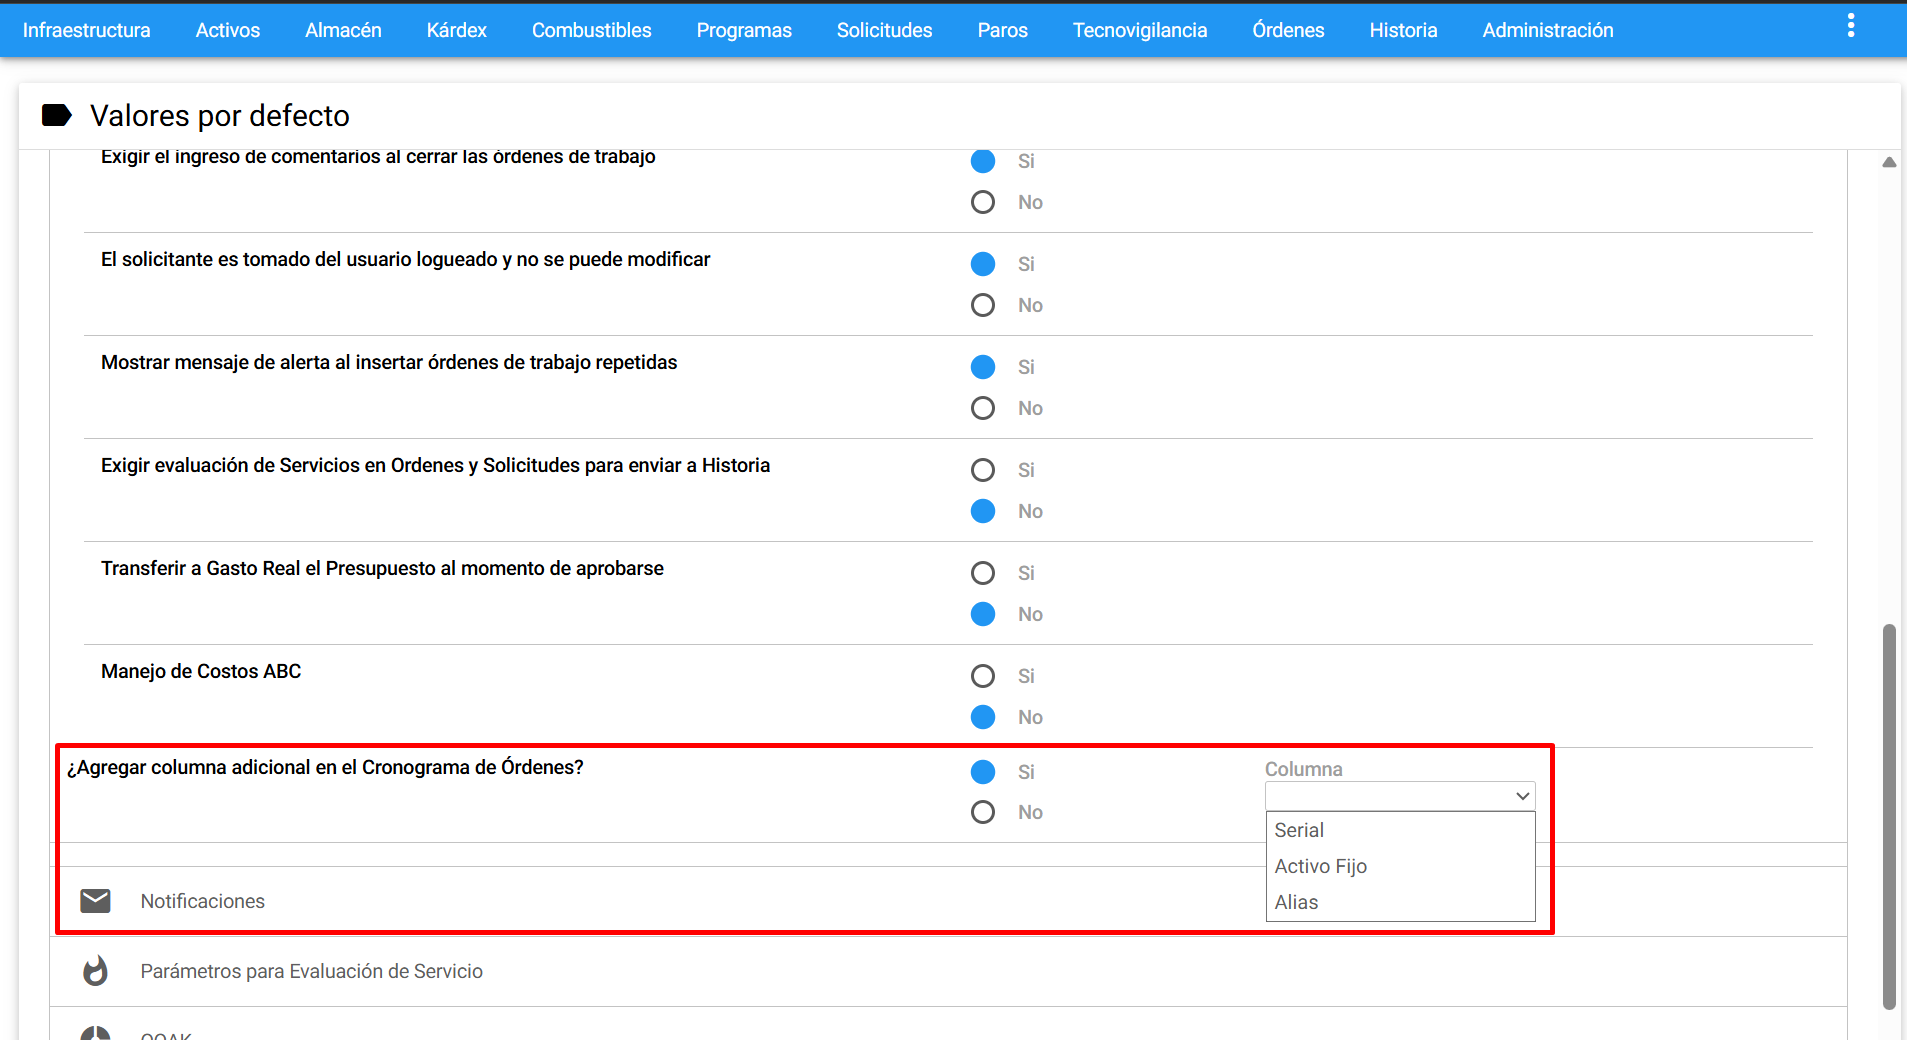 Infraestructura Activos Almacén Kárdex Combustibles Programas Solicitudes Paros Tecnovigilancia Órdenes Historia Administración
Valores por defecto
Exigir el ingreso de comentarios al cerrar las órdenes de trabajo
Si
No
El solicitante es tomado del usuario logueado y no se puede modificar
Si
No
Mostrar mensaje de alerta al insertar órdenes de trabajo repetidas
Si
No
Exigir evaluación de Servicios en Ordenes y Solicitudes para enviar a Historia
Si
No
Transferir a Gasto Real el Presupuesto al momento de aprobarse
Si
No
Manejo de Costos ABC
Si
No
¿Agregar columna adicional en el Cronograma de Órdenes?
Si
No
Columna
Serial
Activo Fijo
Alias
Notificaciones
Parámetros para Evaluación de Servicio